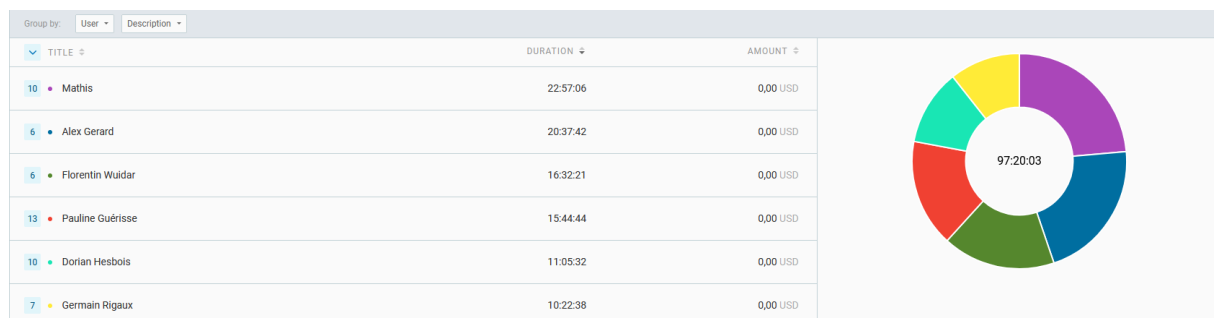 Group by: User Description
TITLE DURATION AMOUNT
10 Mathis 22:57:06 0,00 USD
6 Alex Gerard 20:37:42 0,00 USD
6 Florentin Wuidar 16:32:21 0,00 USD
13 Pauline Guérisse 15:44:44 0,00 USD
10 Dorian Hesbois 11:05:32 0,00 USD
7 Germain Rigaux 10:22:38 0,00 USD
97:20:03